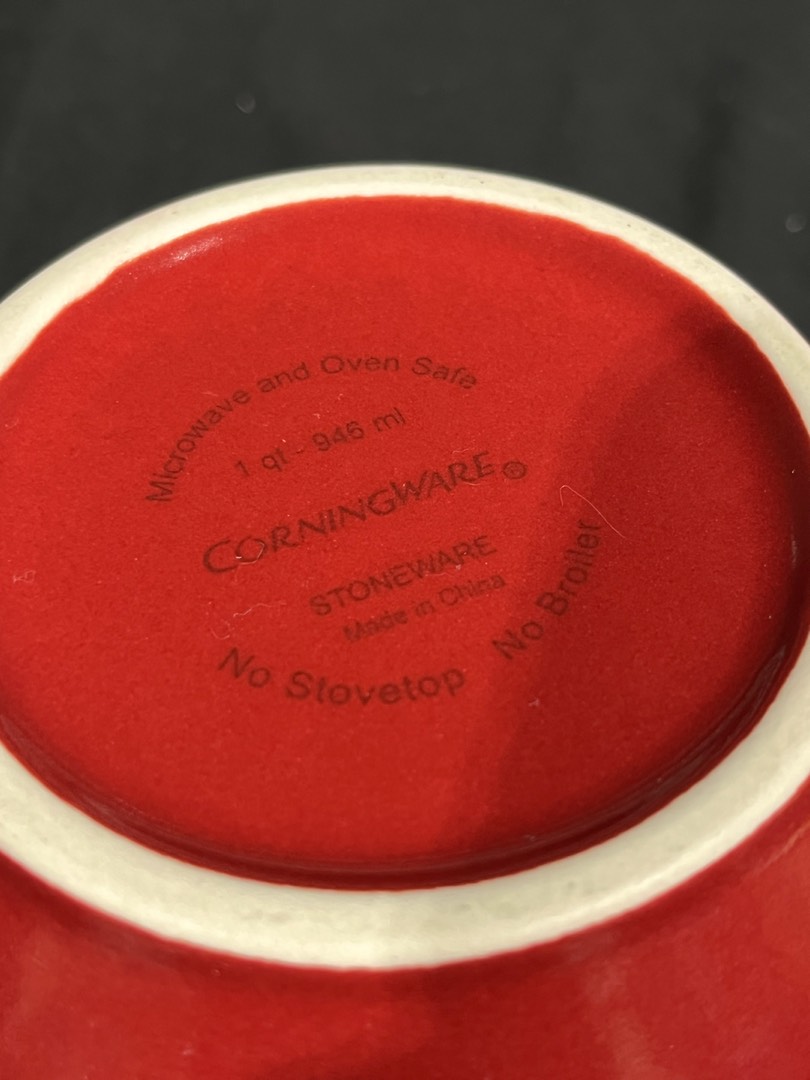 Microwave and Oven Safe
1 qt - 946 ml
CORNINGWARE®
STONEWARE
Made in China
No Stovetop No Broiler